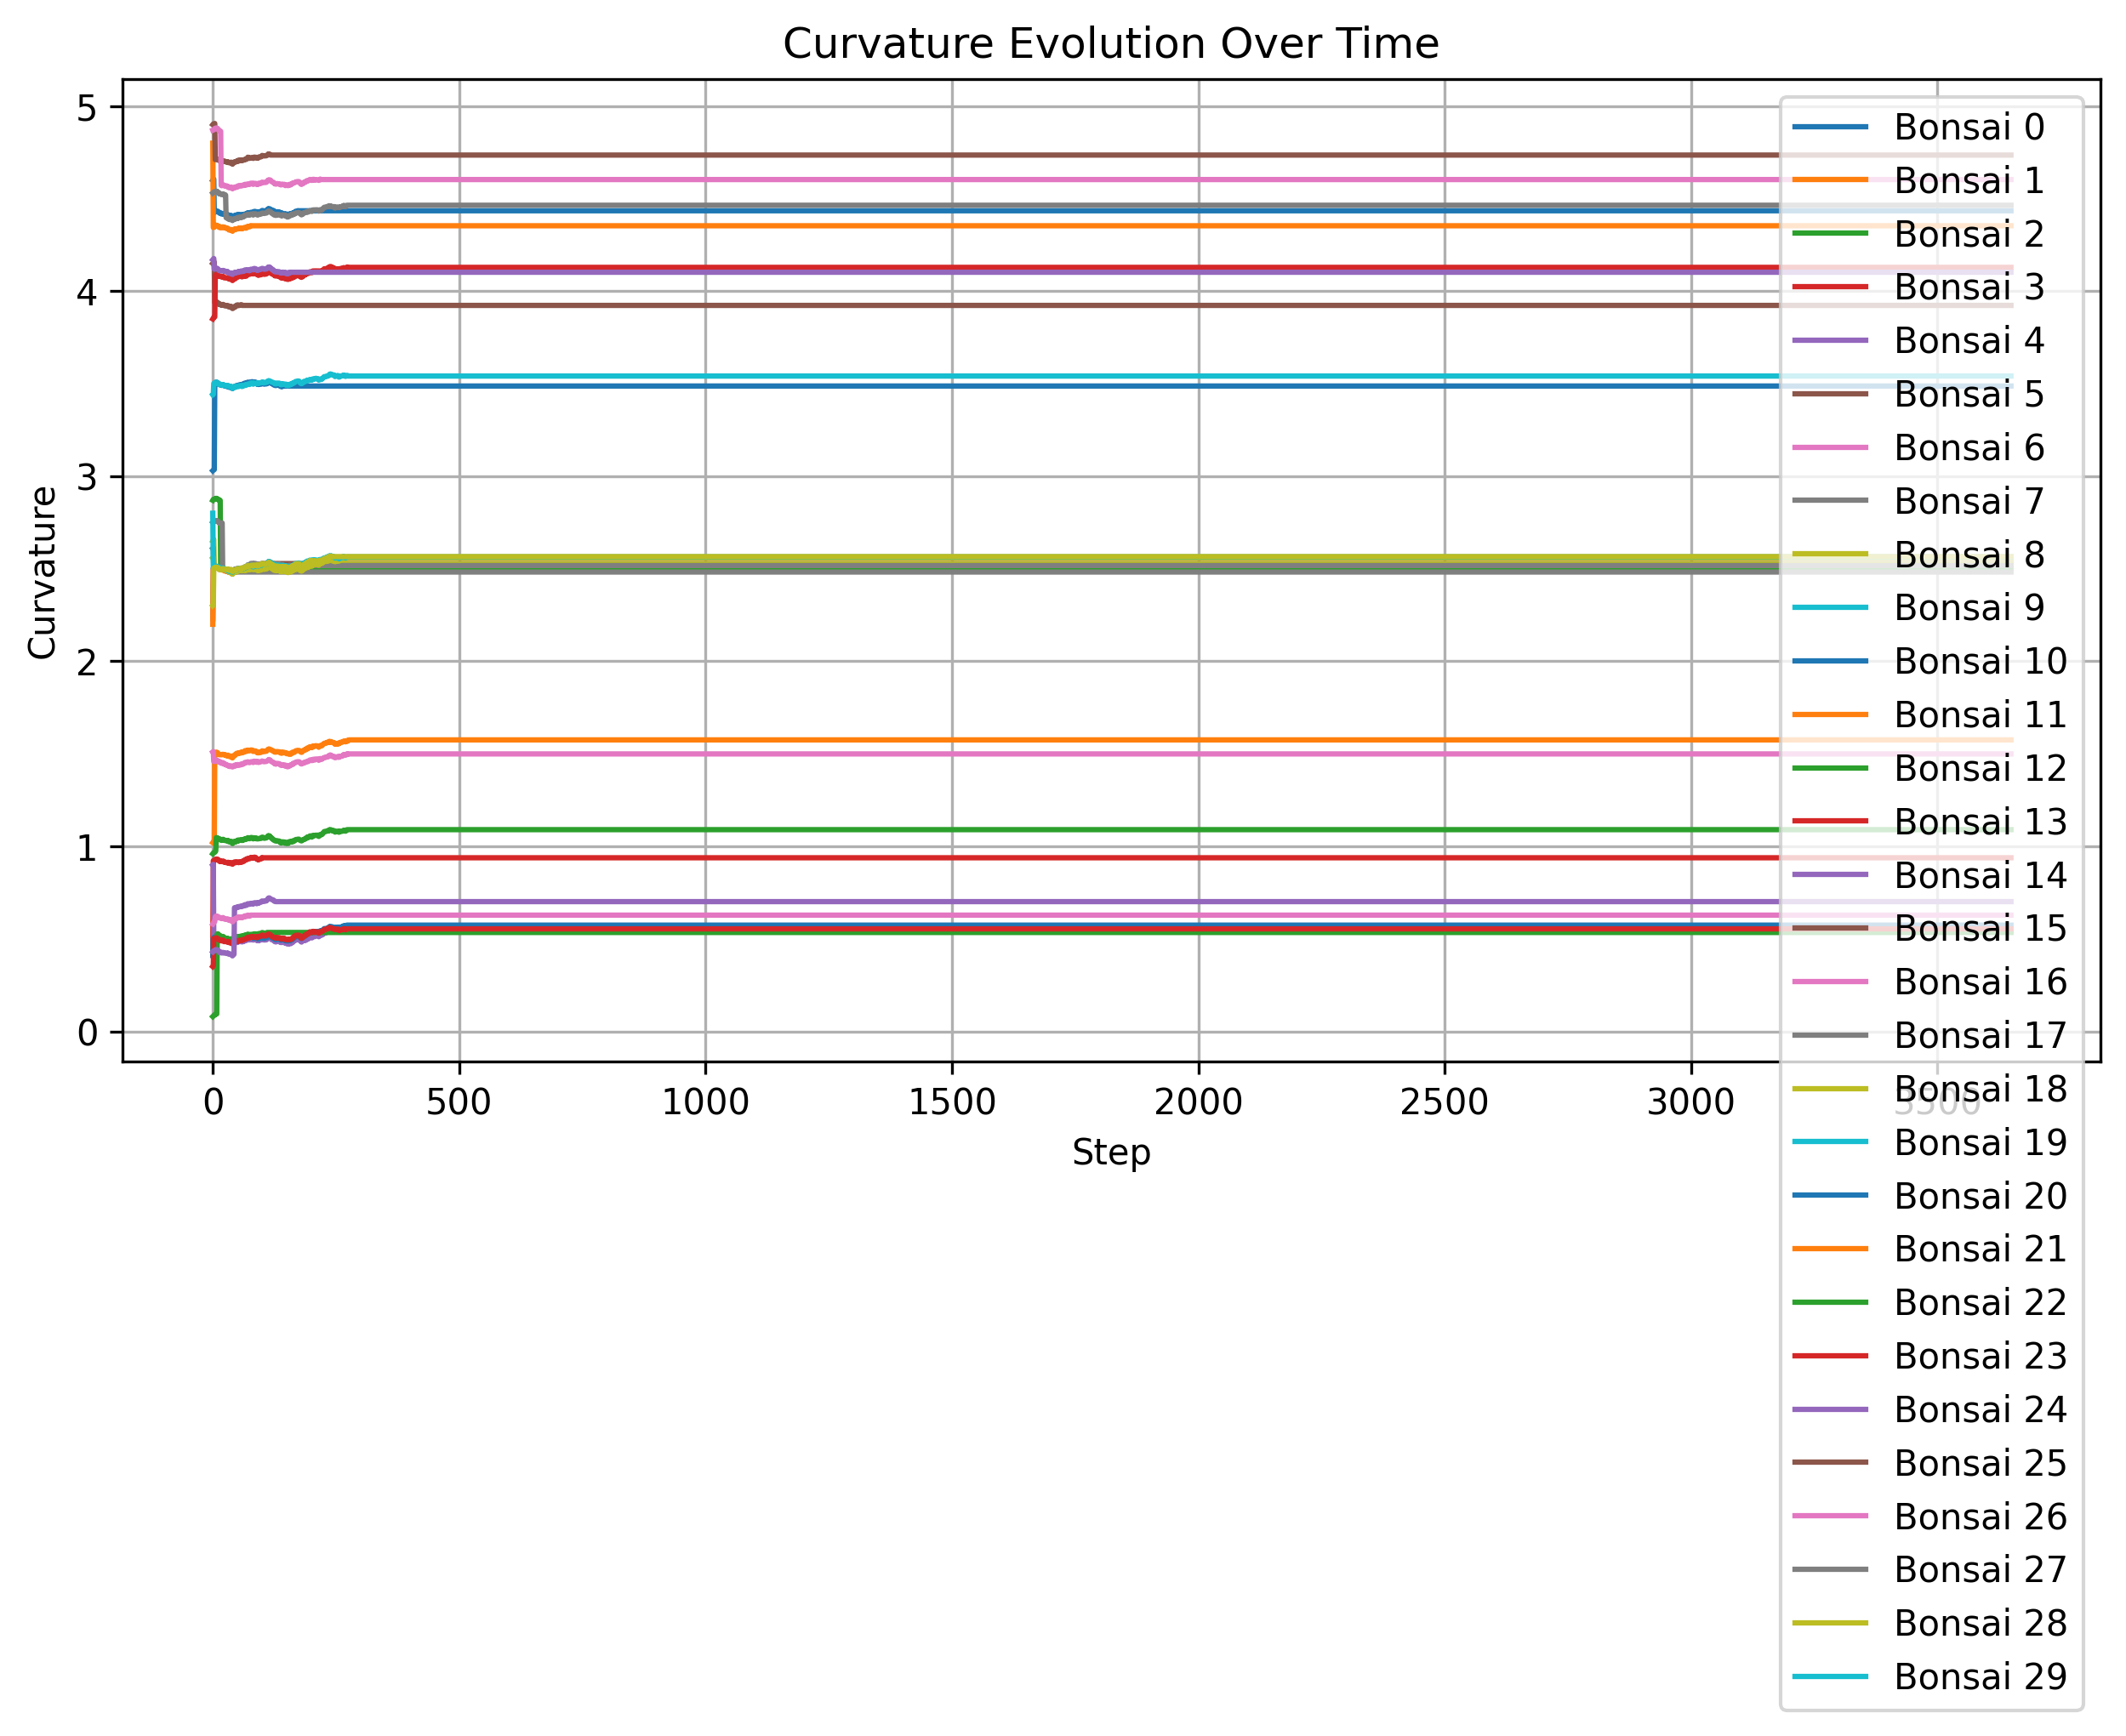 Curvature Evolution Over Time
5
4
3
2
1
0
Curvature
0 500 1000 1500 2000 2500 3000 3500
Step
Bonsai 0
Bonsai 1
Bonsai 2
Bonsai 3
Bonsai 4
Bonsai 5
Bonsai 6
Bonsai 7
Bonsai 8
Bonsai 9
Bonsai 10
Bonsai 11
Bonsai 12
Bonsai 13
Bonsai 14
Bonsai 15
Bonsai 16
Bonsai 17
Bonsai 18
Bonsai 19
Bonsai 20
Bonsai 21
Bonsai 22
Bonsai 23
Bonsai 24
Bonsai 25
Bonsai 26
Bonsai 27
Bonsai 28
Bonsai 29